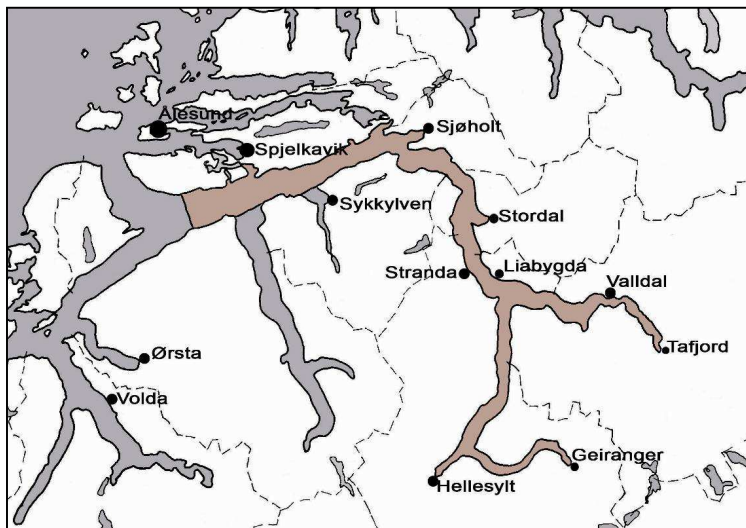 Ålesund
Sjøholt
Spjelkavik
Sykkylven
Stordal
Stranda
Liabygda
Valldal
Tafjord
Ørsta
Volda
Geiranger
Hellesylt